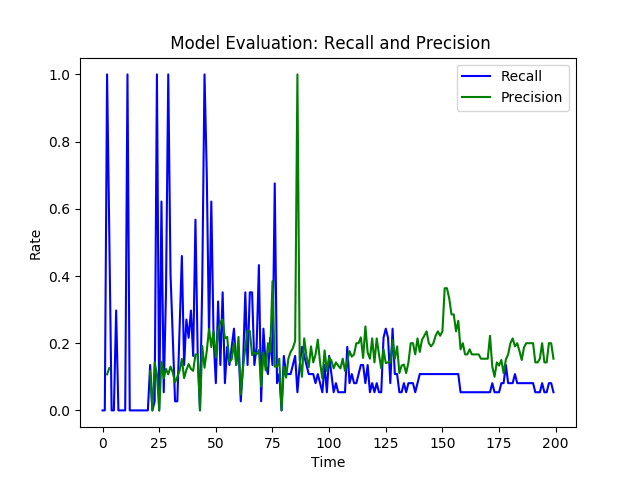 Model Evaluation: Recall and Precision
Recall
Precision
Rate
1.0
0.8
0.6
0.4
0.2
0.0
0 25 50 75 100 125 150 175 200
Time